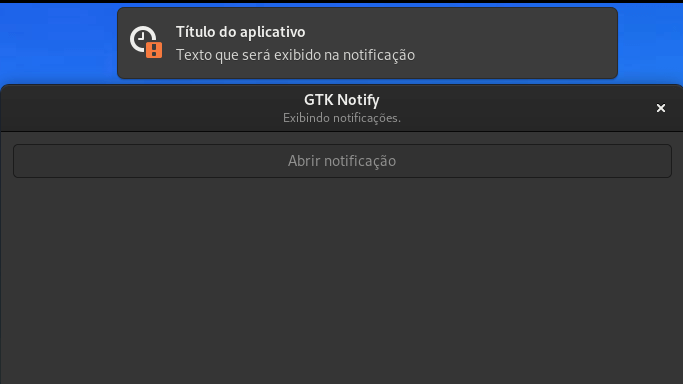 Título do aplicativo
Texto que será exibido na notificação
GTK Notify
Exibindo notificações.
Abrir notificação